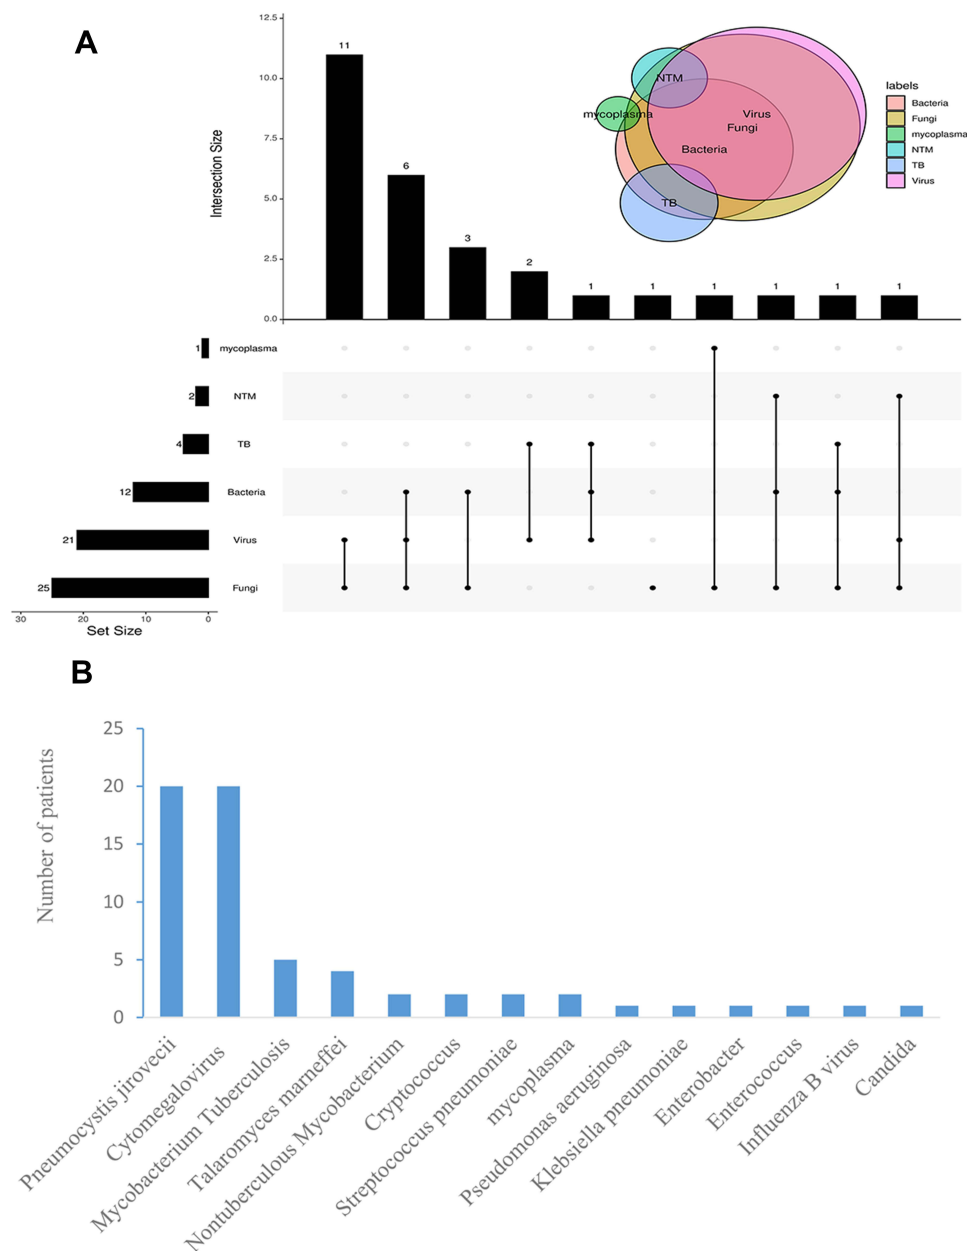 A
Intersection Size
12.5
10.0
7.5
5.0
2.5
0.0
11
6
3
2
1
1
1
1
1
1
NTM
mycoplasma
Virus
Fungi
Bacteria
TB
labels
Bacteria
Fungi
mycoplasma
NTM
TB
Virus
1 mycoplasma
2 NTM
4 TB
12 Bacteria
21 Virus
25 Fungi
30 20 10 0
Set Size
B
Number of patients
25
20
15
10
5
0
Pneumocystis jirovecii
Cytomegalovirus
Mycobacterium Tuberculosis
Talaromyces marneffei
Nontuberculous Mycobacterium
Cryptococcus
Streptococcus pneumoniae
mycoplasma
Pseudomonas aeruginosa
Klebsiella pneumoniae
Enterobacter
Enterococcus
Influenza B virus
Candida